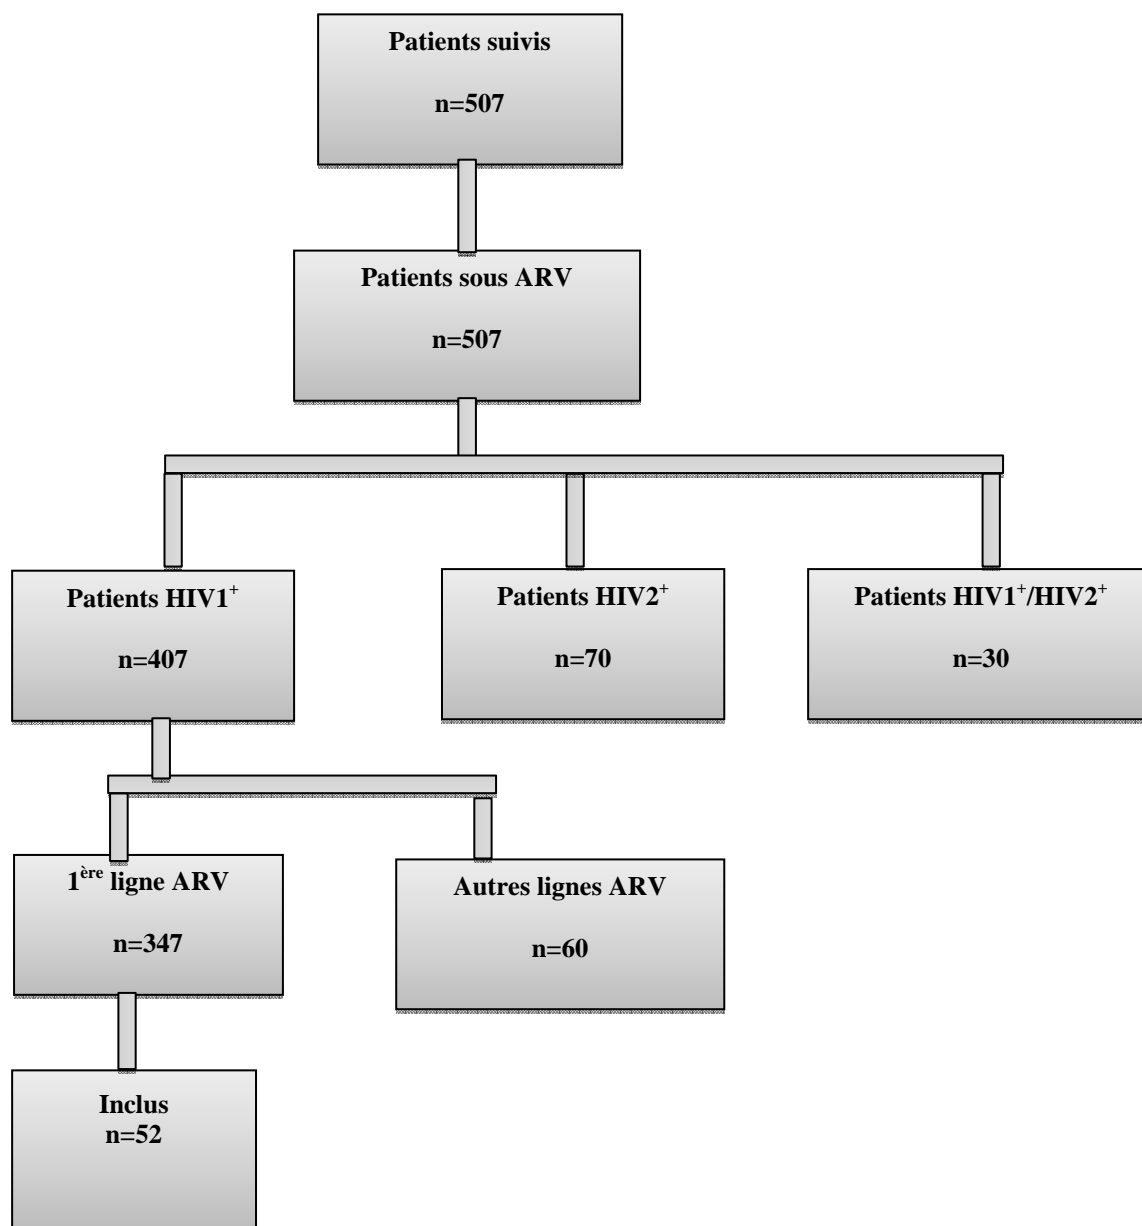 Patients suivis
n=507
Patients sous ARV
n=507
Patients HIV1⁺
n=407
Patients HIV2⁺
n=70
Patients HIV1⁺/HIV2⁺
n=30
1ère ligne ARV
n=347
Autres lignes ARV
n=60
Inclus
n=52